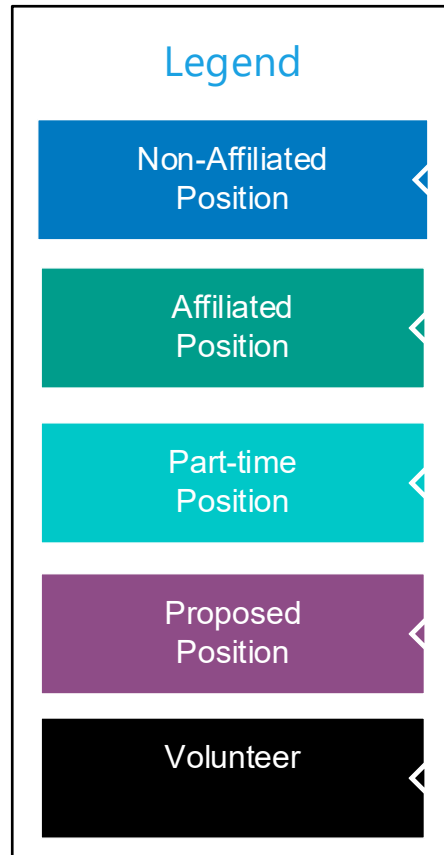 Legend
Non-Affiliated
Position
Affiliated
Position
Part-time
Position
Proposed
Position
Volunteer